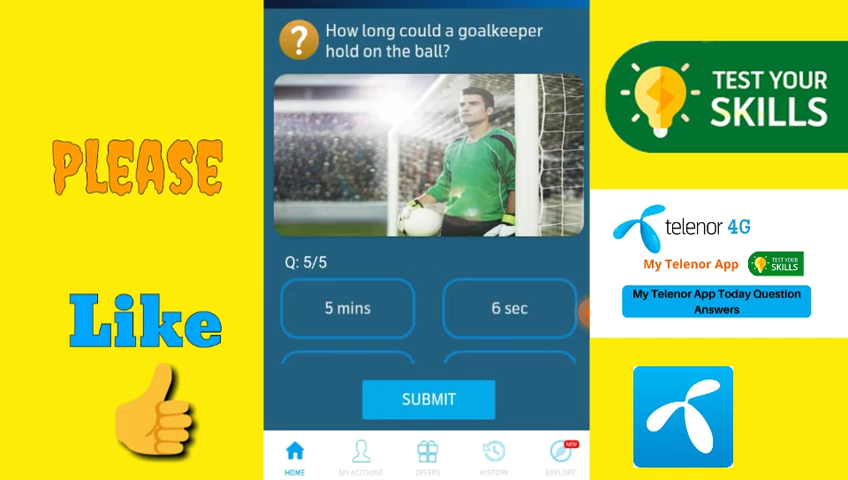 PLEASE
Like
?
How long could a goalkeeper
hold on the ball?
Q: 5/5
5 mins
6 sec
SUBMIT
HOME
MY ACCOUNT
OFFERS
HISTORY
NEW
EXPLORE
TEST YOUR
SKILLS
telenor 4G
My Telenor App
TEST YOUR
SKILLS
My Telenor App Today Question
Answers